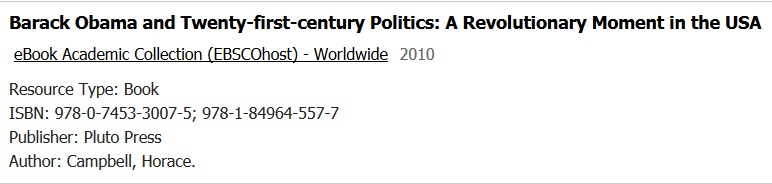 Barack Obama and Twenty-first-century Politics: A Revolutionary Moment in the USA
eBook Academic Collection (EBSCOhost) - Worldwide 2010
Resource Type: Book
ISBN: 978-0-7453-3007-5; 978-1-84964-557-7
Publisher: Pluto Press
Author: Campbell, Horace.